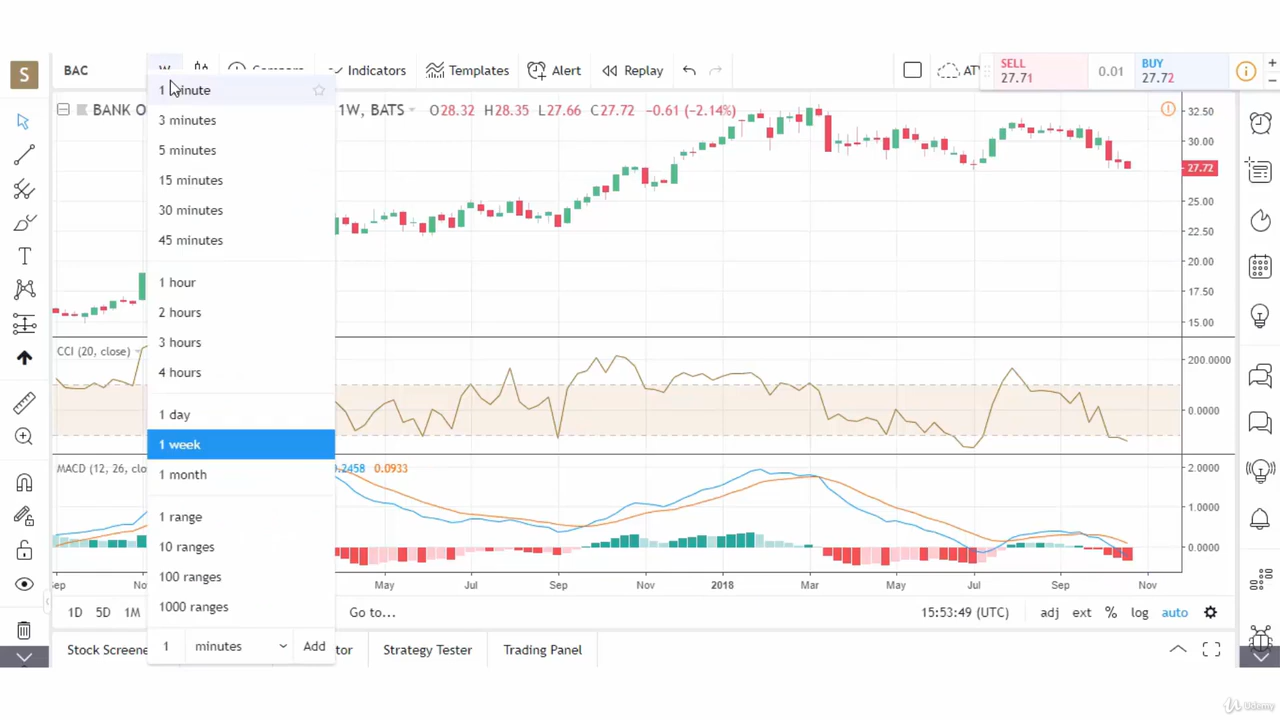 S
BAC
W
Compare
Indicators
Templates
Alert
Replay
SELL
27.71
0.01
BUY
27.72
+
−
BANK O
1W, BATS
O28.32 H28.35 L27.66 C27.72 −0.61 (−2.14%)
1 minute
3 minutes
5 minutes
15 minutes
30 minutes
45 minutes
1 hour
2 hours
3 hours
4 hours
1 day
1 week
1 month
1 range
10 ranges
100 ranges
1000 ranges
1 minutes Add
32.50
30.00
27.72
25.00
22.50
20.00
17.50
15.00
CCI (20, close)
200.0000
0.0000
MACD (12, 26, clo
0.0933
2.0000
1.0000
0.0000
May Jul Sep Nov 2018 Mar May Jul Sep Nov
1D 5D 1M
Go to...
15:53:49 (UTC)
adj ext % log auto
Stock Screene
tor
Strategy Tester
Trading Panel
Udemy